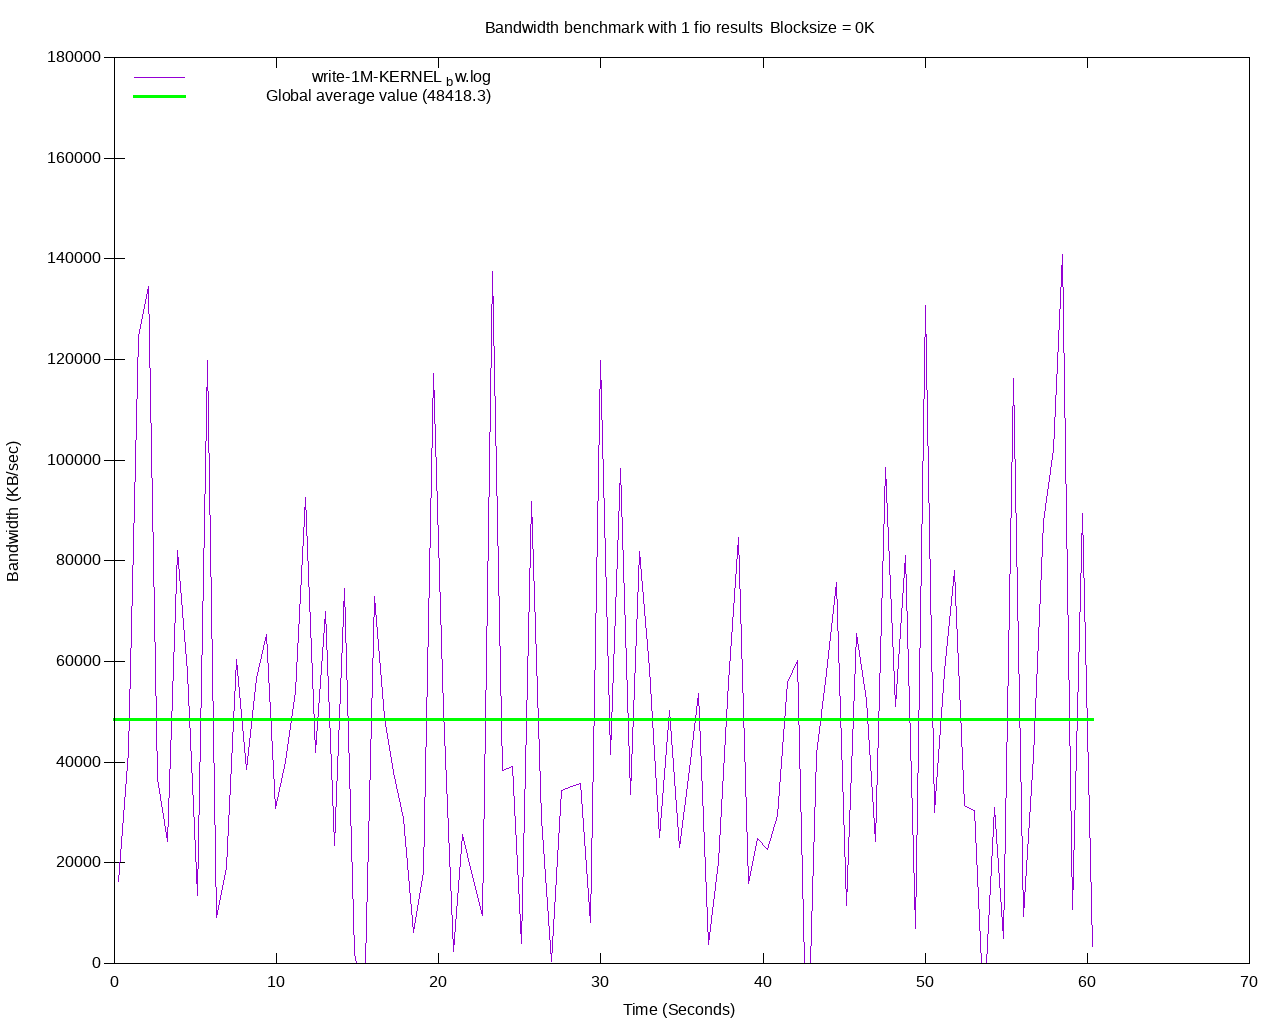 Bandwidth benchmark with 1 fio results Blocksize = 0K
write-1M-KERNELbw.log
Global average value (48418.3)
180000
160000
140000
120000
100000
80000
60000
40000
20000
0
Bandwidth (KB/sec)
0 10 20 30 40 50 60 70
Time (Seconds)